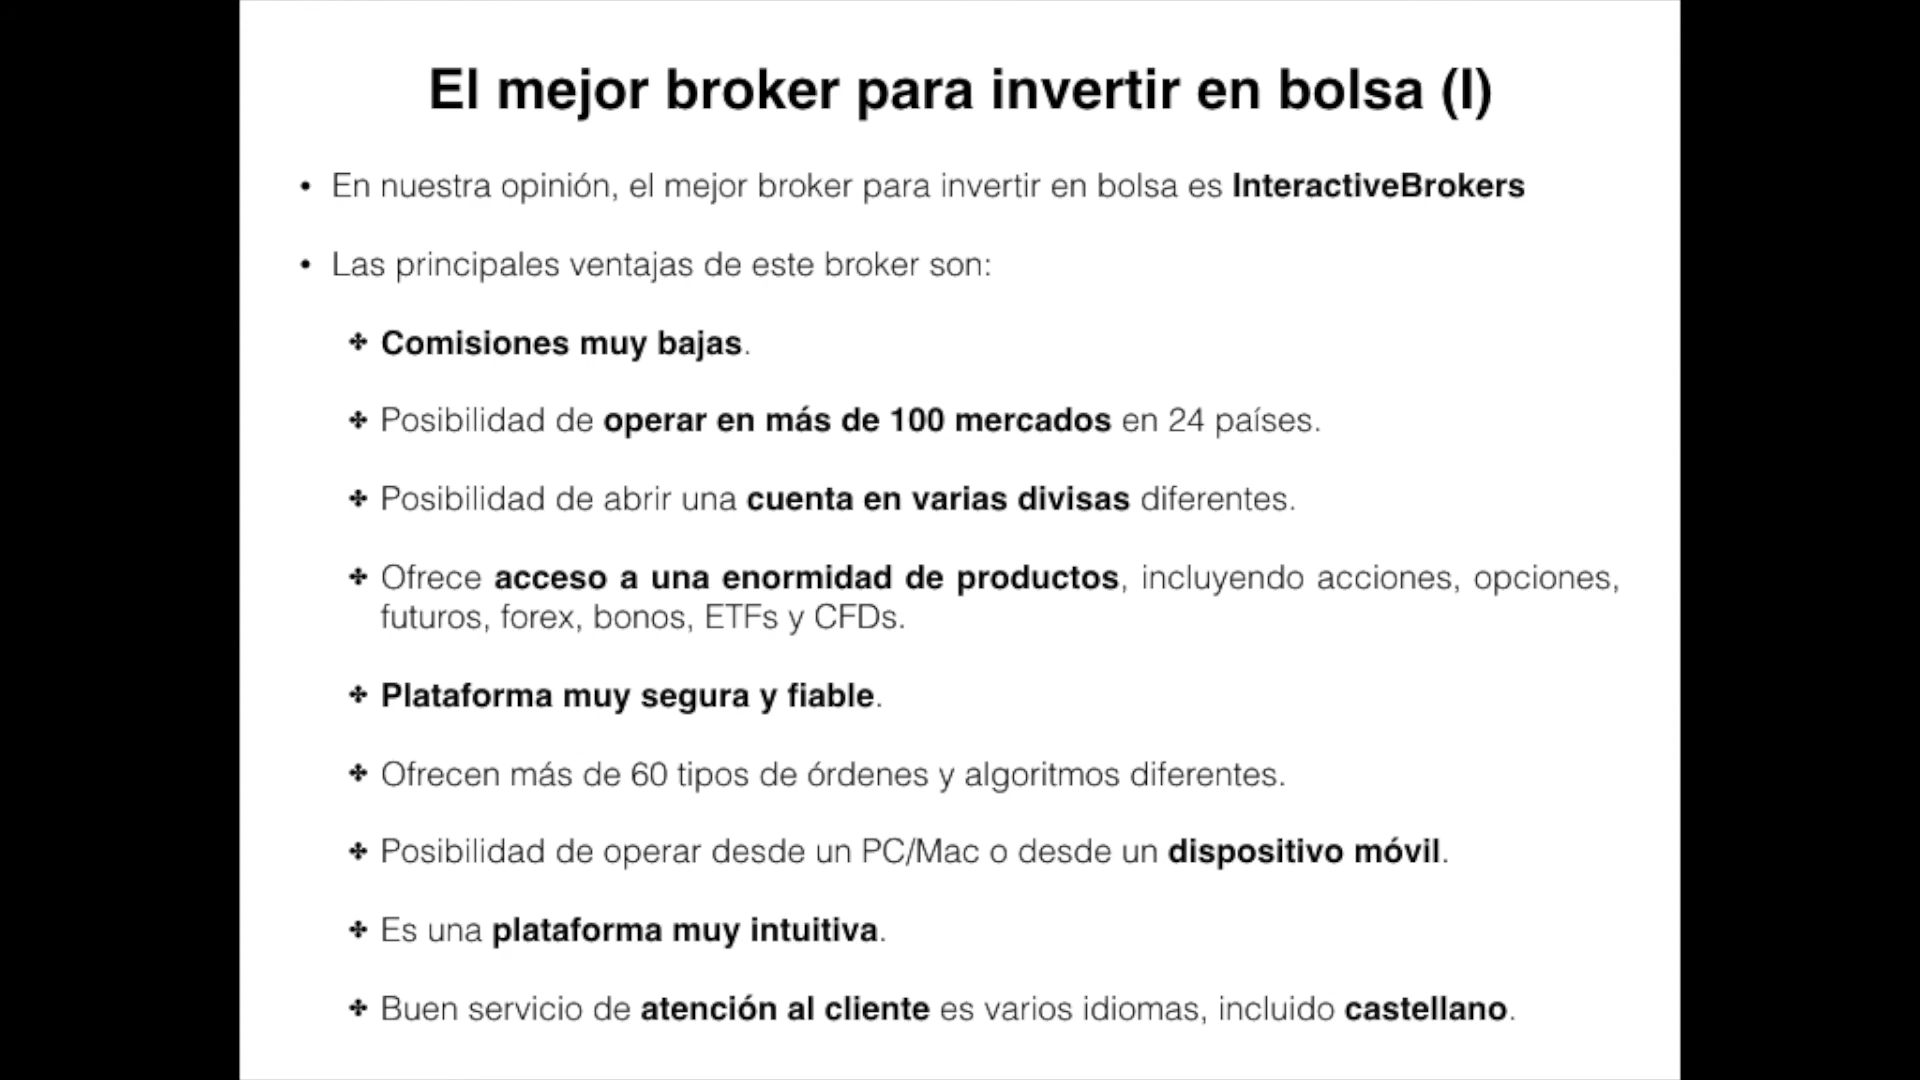 El mejor broker para invertir en bolsa (I)
• En nuestra opinión, el mejor broker para invertir en bolsa es InteractiveBrokers
• Las principales ventajas de este broker son:
✤ Comisiones muy bajas.
✤ Posibilidad de operar en más de 100 mercados en 24 países.
✤ Posibilidad de abrir una cuenta en varias divisas diferentes.
✤ Ofrece acceso a una enormidad de productos, incluyendo acciones, opciones,
futuros, forex, bonos, ETFs y CFDs.
✤ Plataforma muy segura y fiable.
✤ Ofrecen más de 60 tipos de órdenes y algoritmos diferentes.
✤ Posibilidad de operar desde un PC/Mac o desde un dispositivo móvil.
✤ Es una plataforma muy intuitiva.
✤ Buen servicio de atención al cliente es varios idiomas, incluido castellano.